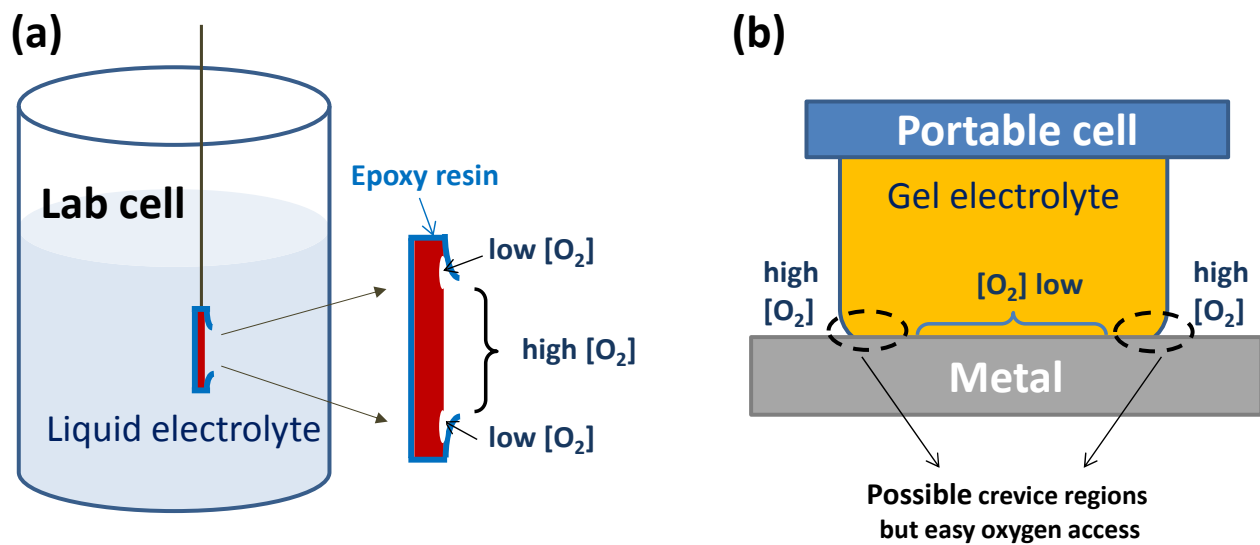 (a)
Lab cell
Liquid electrolyte
Epoxy resin
low [O₂]
high [O₂]
low [O₂]
(b)
Portable cell
Gel electrolyte
high
[O₂]
[O₂] low
high
[O₂]
Metal
Possible crevice regions
but easy oxygen access